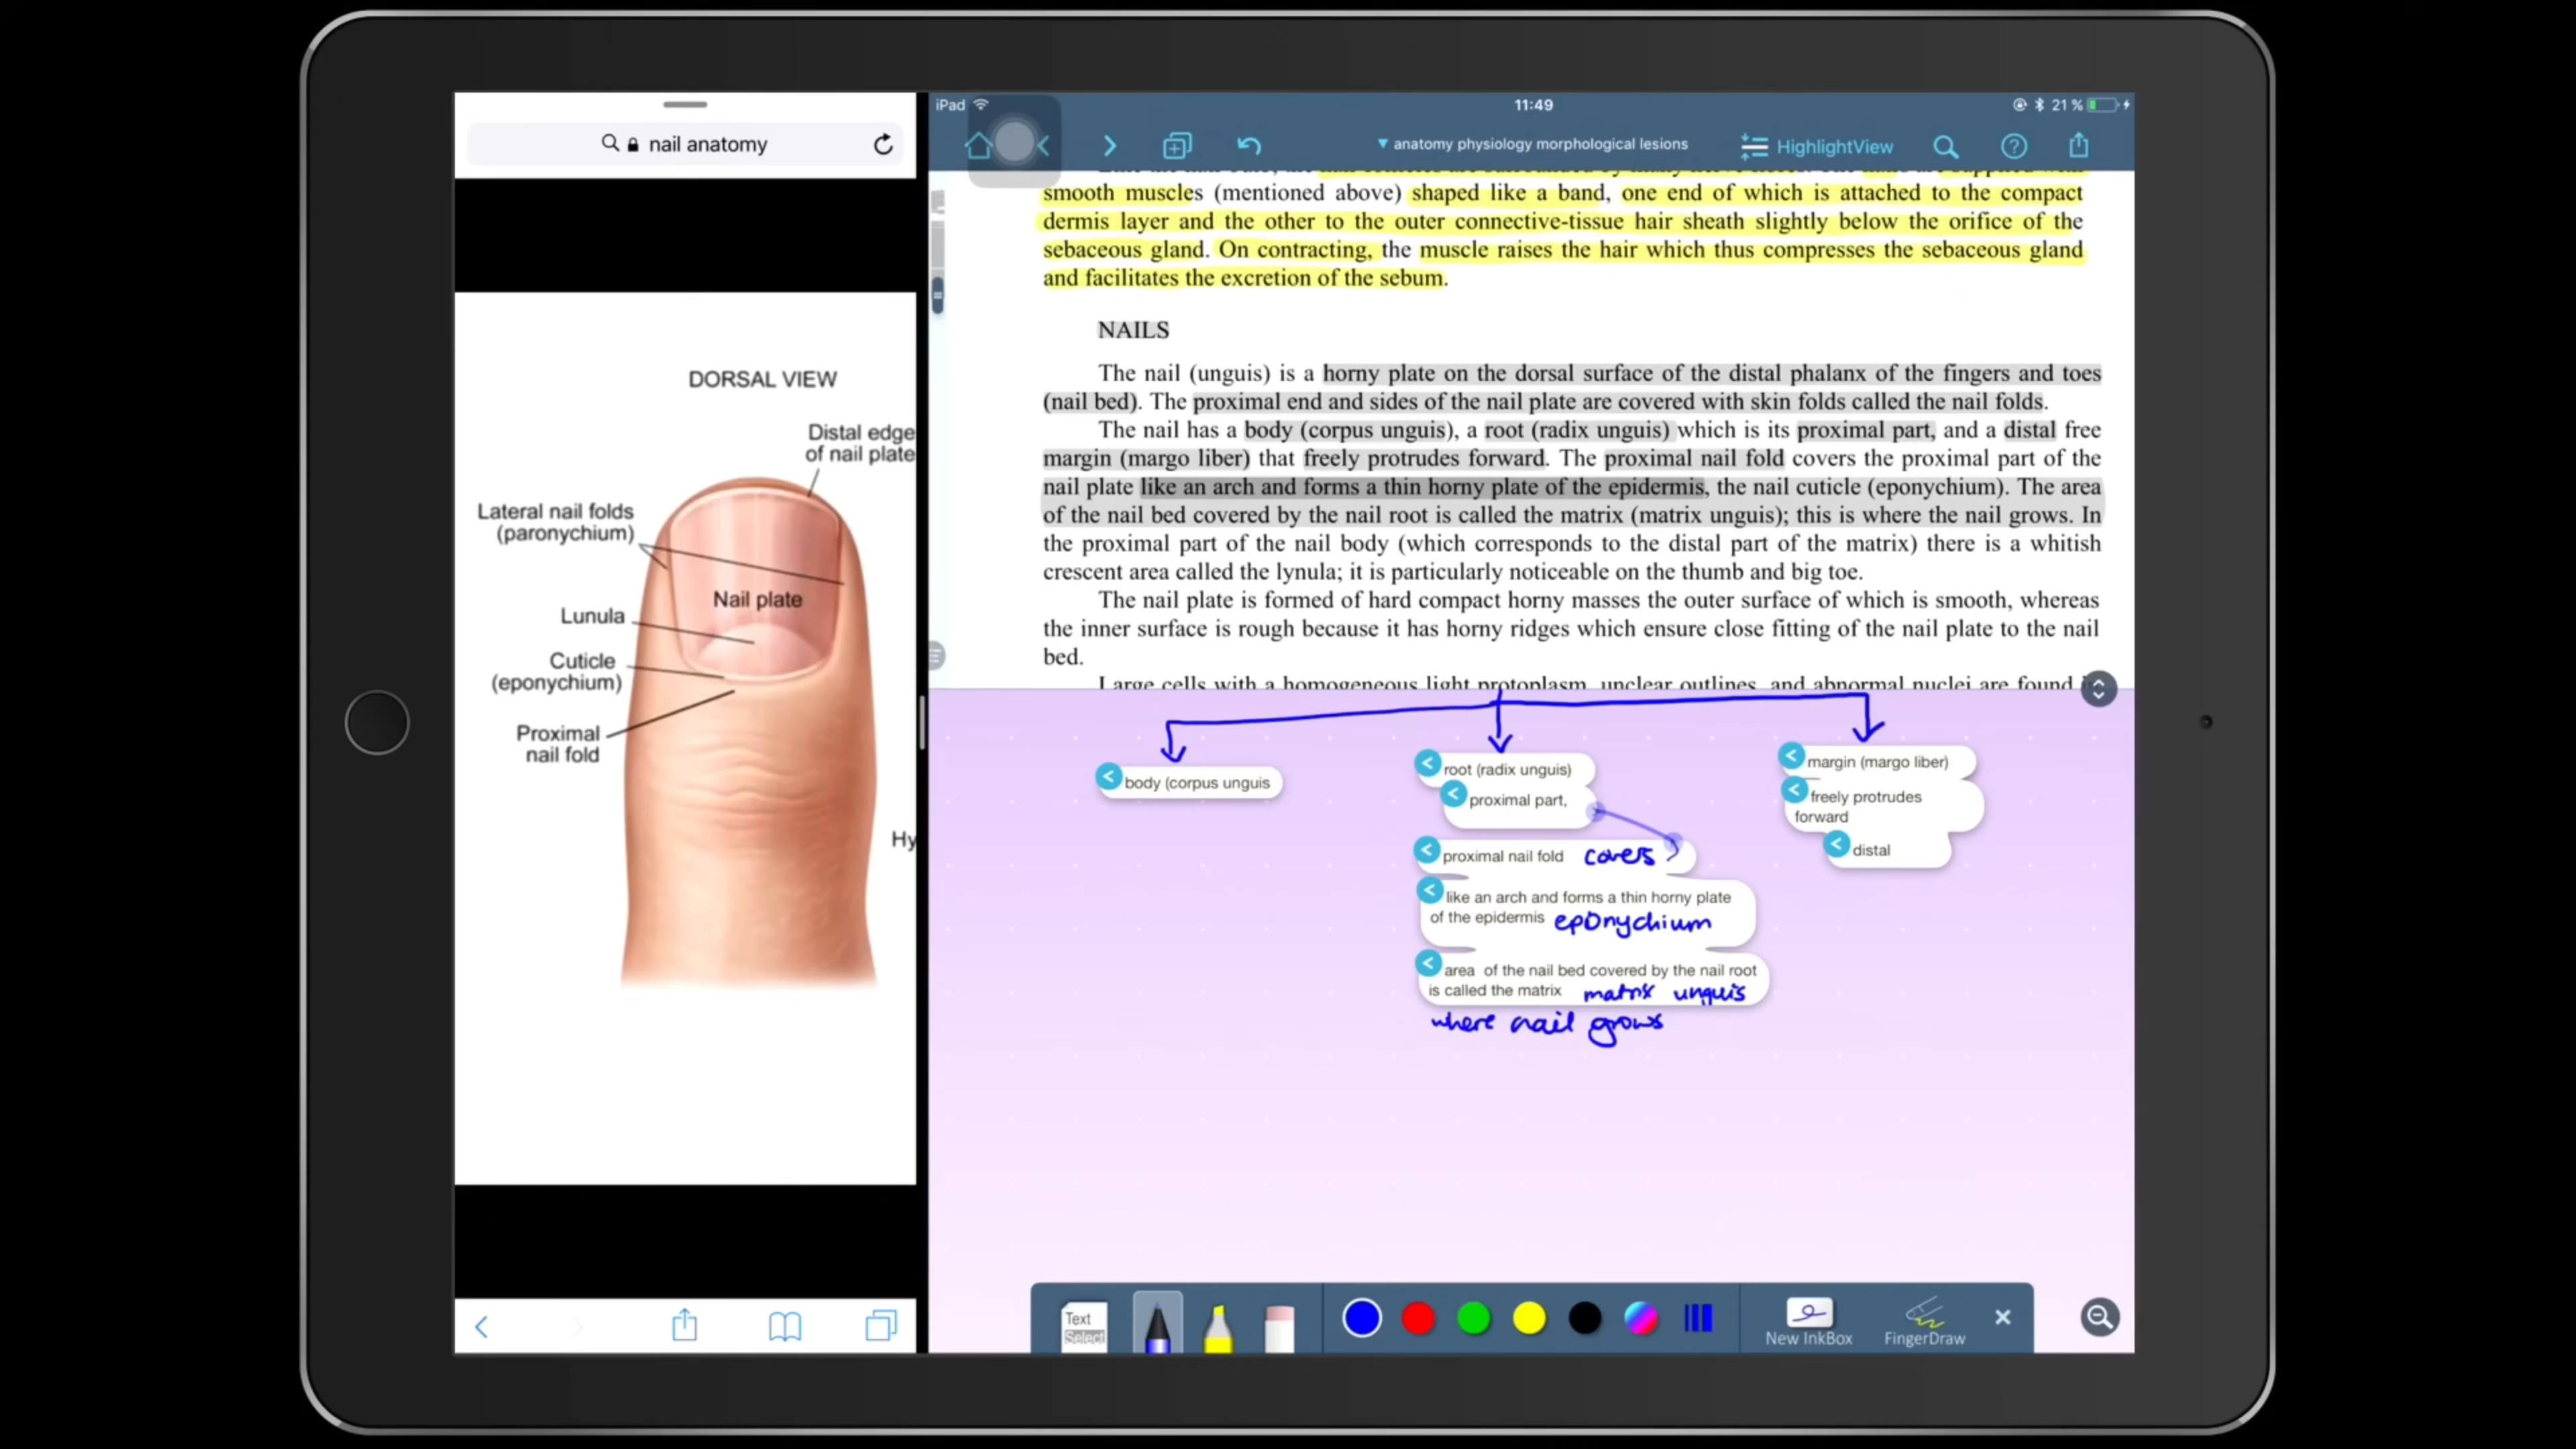 nail anatomy
DORSAL VIEW
Distal edge
of nail plate
Lateral nail folds
(paronychium)
Nail plate
Lunula
Cuticle
(eponychium)
Proximal
nail fold
Hy
iPad
11:49
21 %
anatomy physiology morphological lesions
HighlightView
smooth muscles (mentioned above) shaped like a band, one end of which is attached to the compact
dermis layer and the other to the outer connective-tissue hair sheath slightly below the orifice of the
sebaceous gland. On contracting, the muscle raises the hair which thus compresses the sebaceous gland
and facilitates the excretion of the sebum.
NAILS
The nail (unguis) is a horny plate on the dorsal surface of the distal phalanx of the fingers and toes
(nail bed). The proximal end and sides of the nail plate are covered with skin folds called the nail folds.
The nail has a body (corpus unguis), a root (radix unguis) which is its proximal part, and a distal free
margin (margo liber) that freely protrudes forward. The proximal nail fold covers the proximal part of the
nail plate like an arch and forms a thin horny plate of the epidermis, the nail cuticle (eponychium). The area
of the nail bed covered by the nail root is called the matrix (matrix unguis); this is where the nail grows. In
the proximal part of the nail body (which corresponds to the distal part of the matrix) there is a whitish
crescent area called the lynula; it is particularly noticeable on the thumb and big toe.
The nail plate is formed of hard compact horny masses the outer surface of which is smooth, whereas
the inner surface is rough because it has horny ridges which ensure close fitting of the nail plate to the nail
bed.
Large cells with a homogeneous light protoplasm, unclear outlines, and abnormal nuclei are found
body (corpus unguis
root (radix unguis)
proximal part,
proximal nail fold covers
like an arch and forms a thin horny plate
of the epidermis eponychium
area of the nail bed covered by the nail root
is called the matrix matrix unguis
where nail grows
margin (margo liber)
freely protrudes
forward
distal
Text
Select
New InkBox
FingerDraw